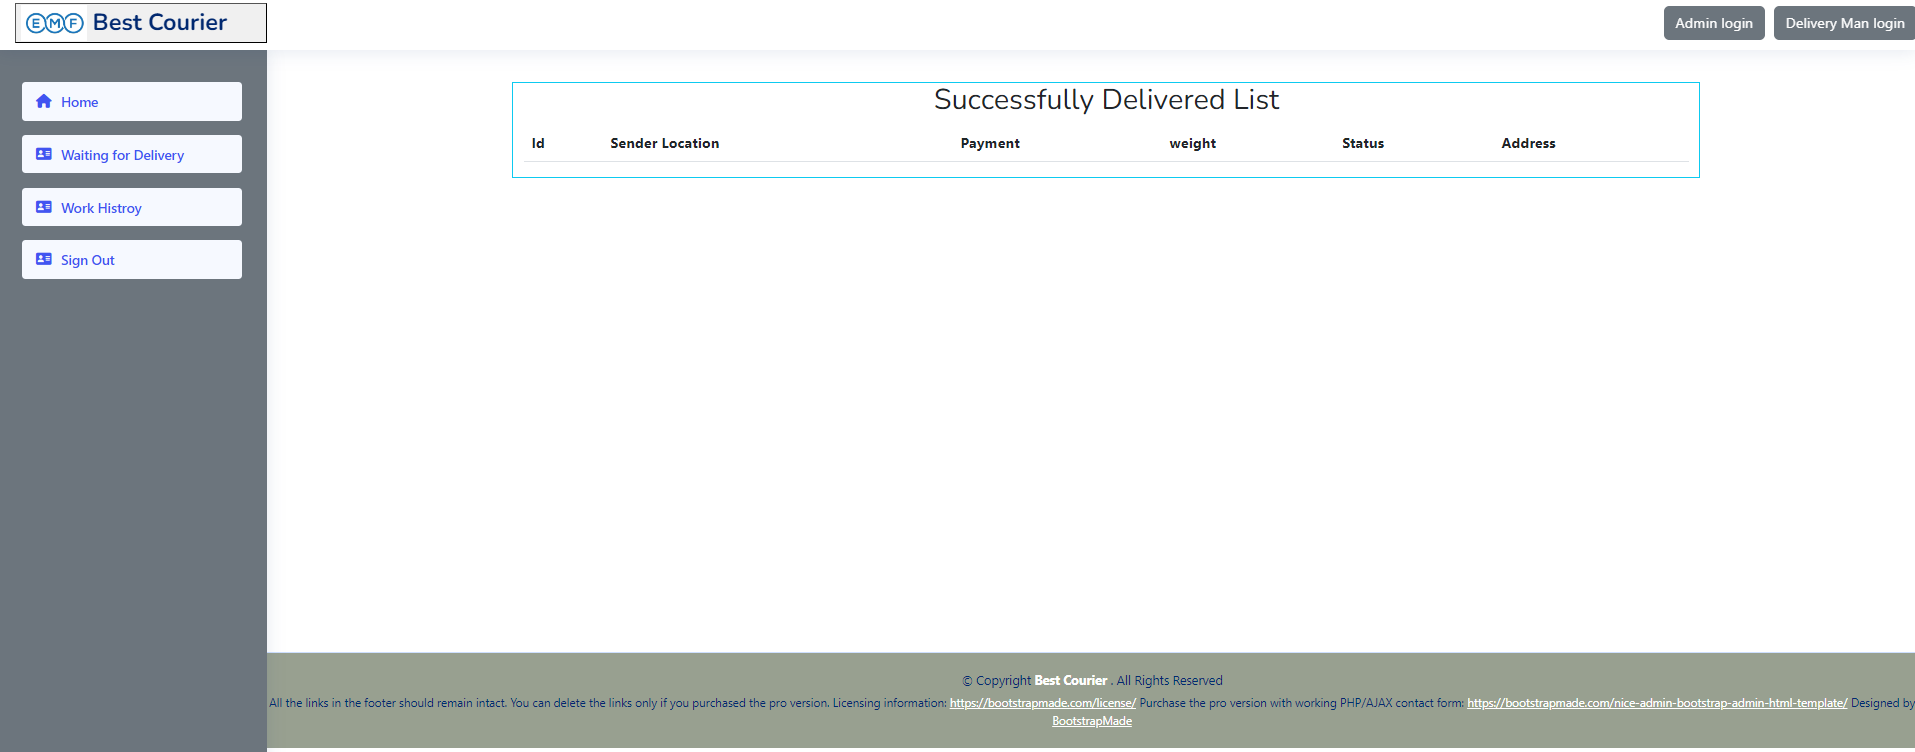 EMF Best Courier
Admin login
Delivery Man login
Home
Waiting for Delivery
Work Histroy
Sign Out
Successfully Delivered List
Id Sender Location Payment weight Status Address
© Copyright Best Courier . All Rights Reserved
All the links in the footer should remain intact. You can delete the links only if you purchased the pro version. Licensing information: https://bootstrapmade.com/license/ Purchase the pro version with working PHP/AJAX contact form: https://bootstrapmade.com/nice-admin-bootstrap-admin-html-template/ Designed by
BootstrapMade